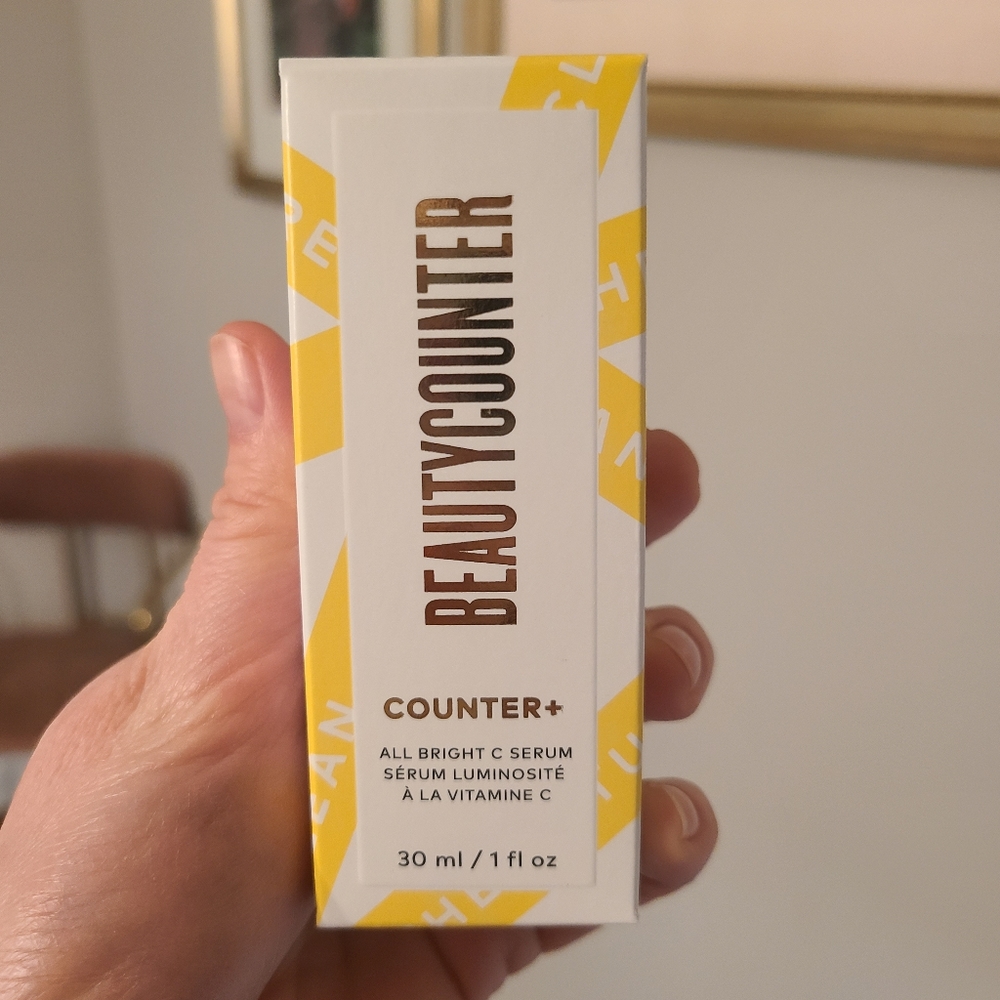 BEAUTYCOUNTER
COUNTER+
ALL BRIGHT C SERUM
SÉRUM LUMINOSITÉ
À LA VITAMINE C
30 ml / 1 fl oz